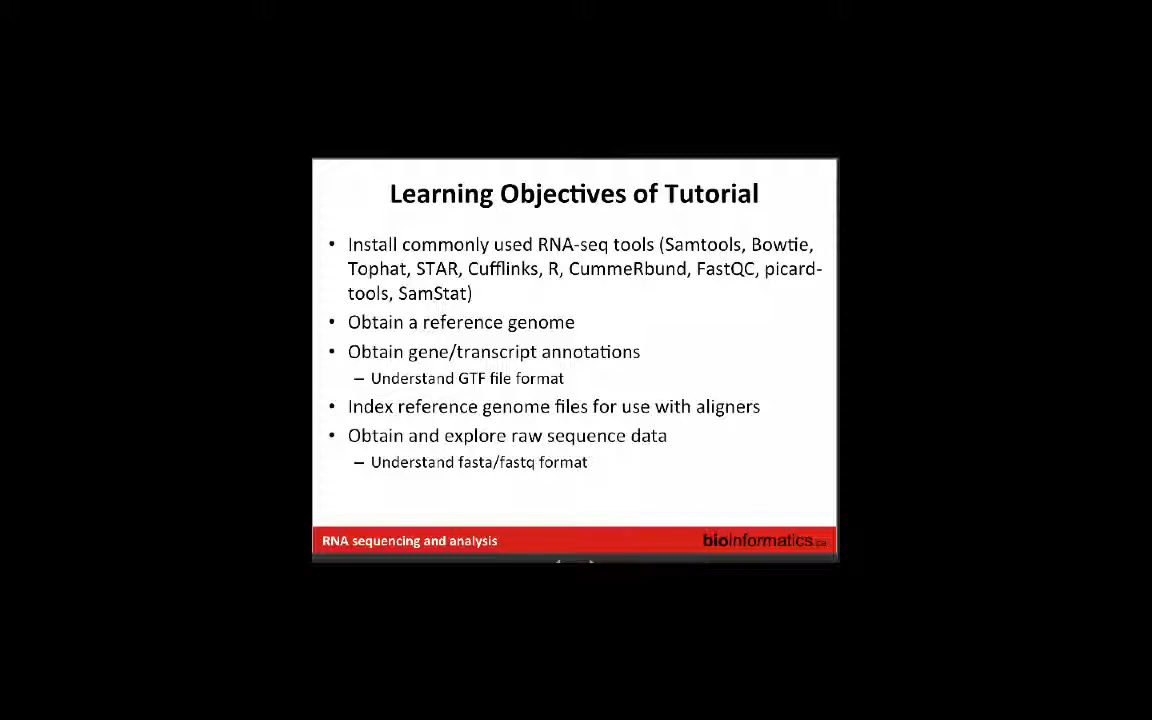 Learning Objectives of Tutorial
• Install commonly used RNA-seq tools (Samtools, Bowtie,
Tophat, STAR, Cufflinks, R, CummeRbund, FastQC, picard-
tools, SamStat)
• Obtain a reference genome
• Obtain gene/transcript annotations
– Understand GTF file format
• Index reference genome files for use with aligners
• Obtain and explore raw sequence data
– Understand fasta/fastq format
RNA sequencing and analysis
bioinformatics.ca